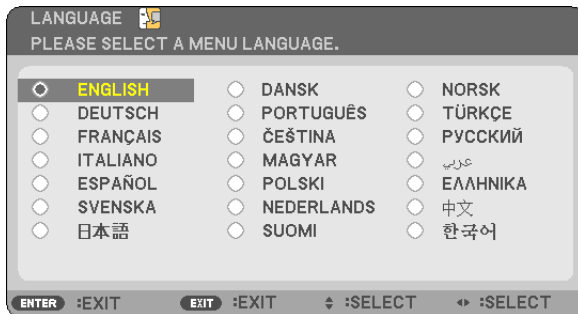 LANGUAGE
PLEASE SELECT A MENU LANGUAGE.
ENGLISH DANSK NORSK
DEUTSCH PORTUGUÊS TÜRKÇE
FRANÇAIS ČEŠTINA РУССКИЙ
ITALIANO MAGYAR عربي
ESPAÑOL POLSKI ΕΛΛΗΝΙΚΑ
SVENSKA NEDERLANDS 中文
日本語 SUOMI 한국어
ENTER :EXIT EXIT :EXIT :SELECT :SELECT